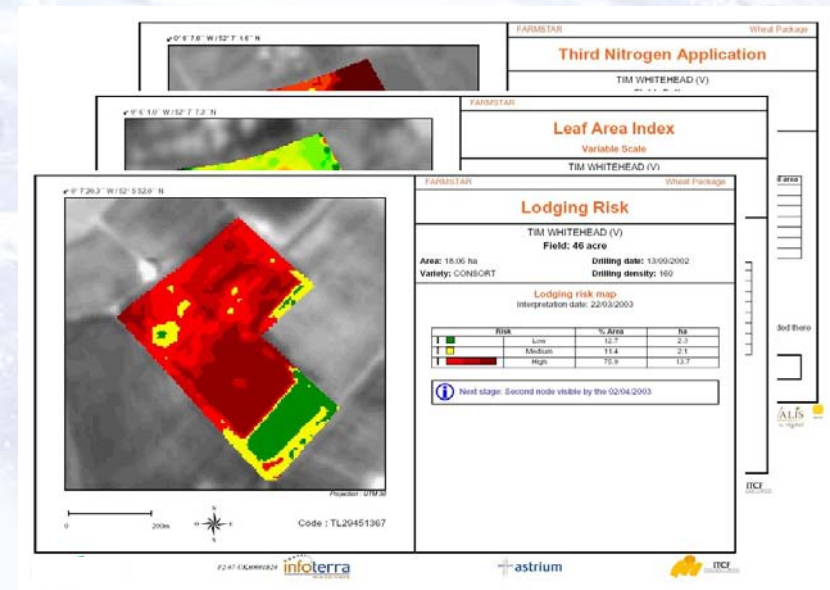 FARMSTAR Wheat Package
Third Nitrogen Application
TIM WHITEHEAD (V)
FARMSTAR
Leaf Area Index
Variable Scale
TIM WHITEHEAD (V)
FARMSTAR Wheat Package
Lodging Risk
TIM WHITEHEAD (V)
Field: 46 acre
Area: 18.06 ha Drilling date: 13/09/2002
Variety: CONSORT Drilling density: 160
Lodging risk map
Interpretation date: 22/03/2003
Risk % Area ha
Low 12.7 2.3
Medium 11.4 2.1
High 75.9 13.7
Next stage: Second node visible by the 02/04/2003
Projection : UTM 30
0 200m
Code : TL29451367
infoterra
astrium
ITCF
ITCF